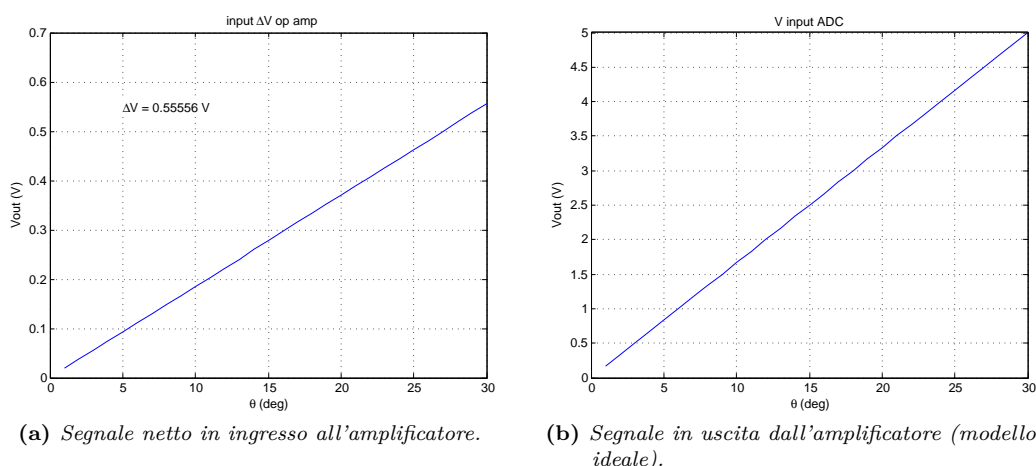 input ΔV op amp
0.7
0.6
0.5
0.4
0.3
0.2
0.1
0
Vout (V)
ΔV = 0.55556 V
0 5 10 15 20 25 30
θ (deg)
(a) Segnale netto in ingresso all'amplificatore.
V input ADC
5
4.5
4
3.5
3
2.5
2
1.5
1
0.5
0
Vout (V)
0 5 10 15 20 25 30
θ (deg)
(b) Segnale in uscita dall'amplificatore (modello
ideale).